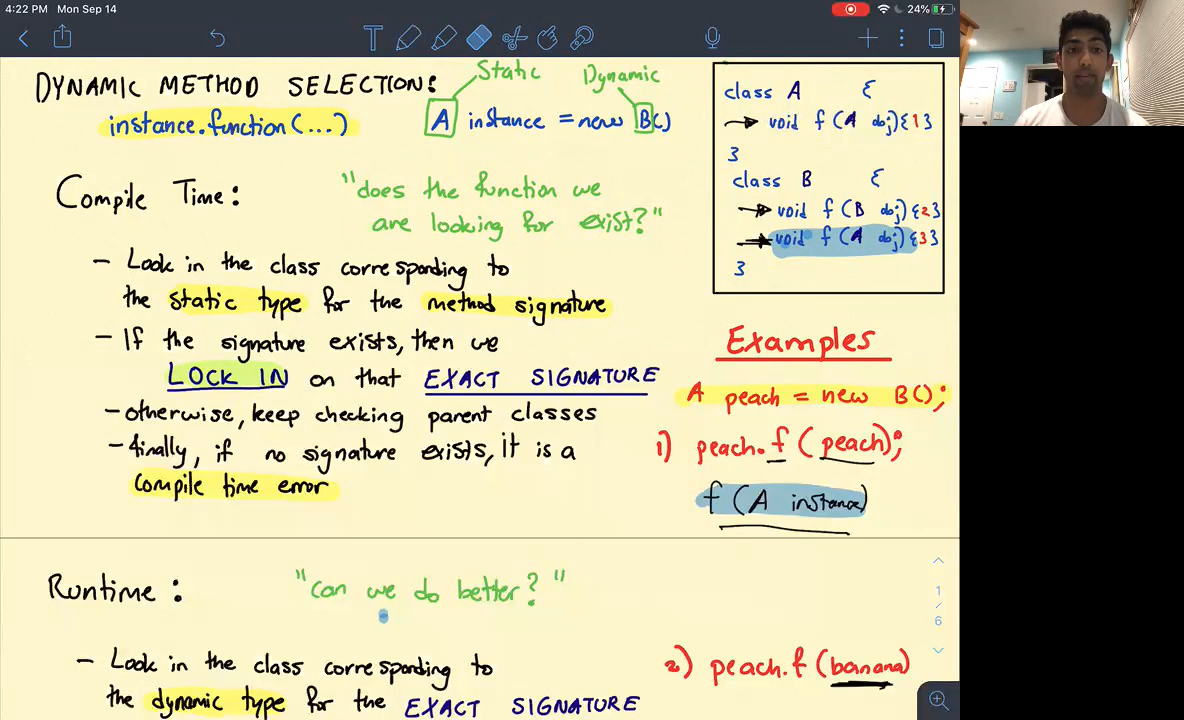 4:22 PM Mon Sep 14
24%
DYNAMIC METHOD SELECTION:
instance.function(...)
Static
Dynamic
A instance = new B()
Compile Time:
"does the function we
are looking for exist?"
- Look in the class corresponding to
the static type for the method signature
- If the signature exists, then we
LOCK IN on that EXACT SIGNATURE
- otherwise, keep checking parent classes
- finally, if no signature exists, it is a
compile time error
class A {
→ void f (A obj) {1}
}
class B {
→ void f (B obj) {2}
→ void f (A obj) {3}
}
Examples
A peach = new B();
1) peach.f (peach);
f (A instance)
Runtime:
"can we do better?"
- Look in the class corresponding to
the dynamic type for the EXACT SIGNATURE
2) peach.f (banana)
1
/
6